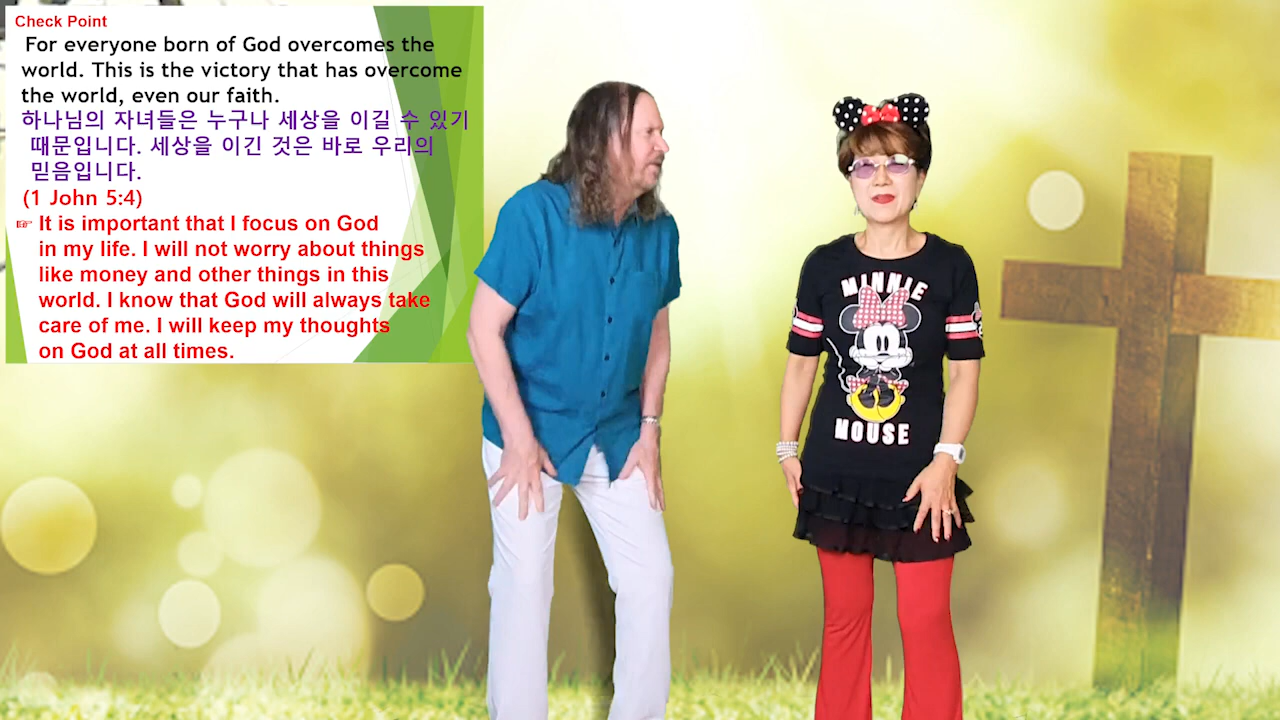 Check Point
For everyone born of God overcomes the
world. This is the victory that has overcome
the world, even our faith.
하나님의 자녀들은 누구나 세상을 이길 수 있기
때문입니다. 세상을 이긴 것은 바로 우리의
믿음입니다.
(1 John 5:4)
☞ It is important that I focus on God
in my life. I will not worry about things
like money and other things in this
world. I know that God will always take
care of me. I will keep my thoughts
on God at all times.
MINNIE
MOUSE